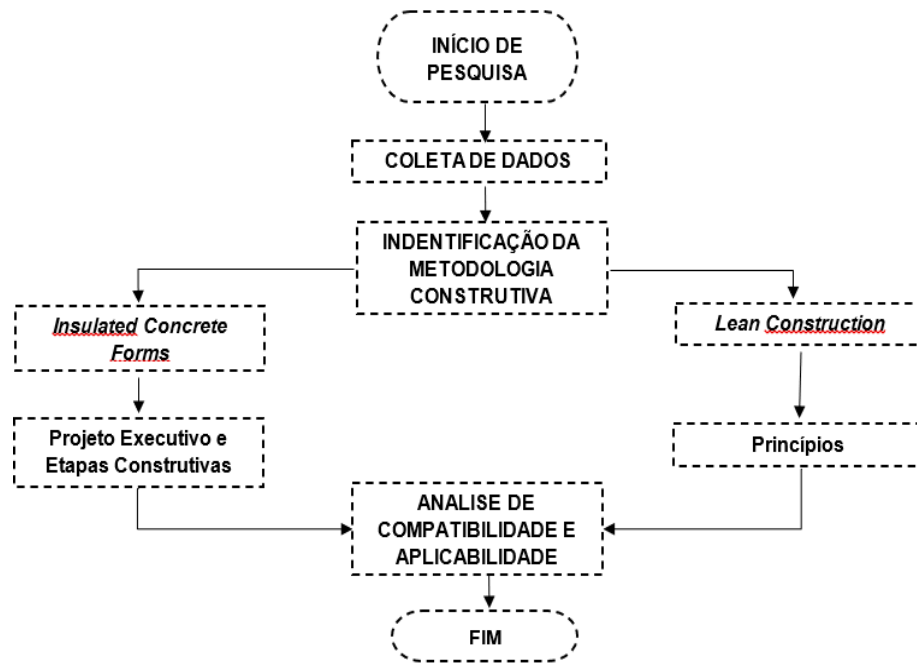 INÍCIO DE
PESQUISA
COLETA DE DADOS
INDENTIFICAÇÃO DA
METODOLOGIA
CONSTRUTIVA
Insulated Concrete
Forms
Lean Construction
Projeto Executivo e
Etapas Construtivas
Princípios
ANALISE DE
COMPATIBILIDADE E
APLICABILIDADE
FIM